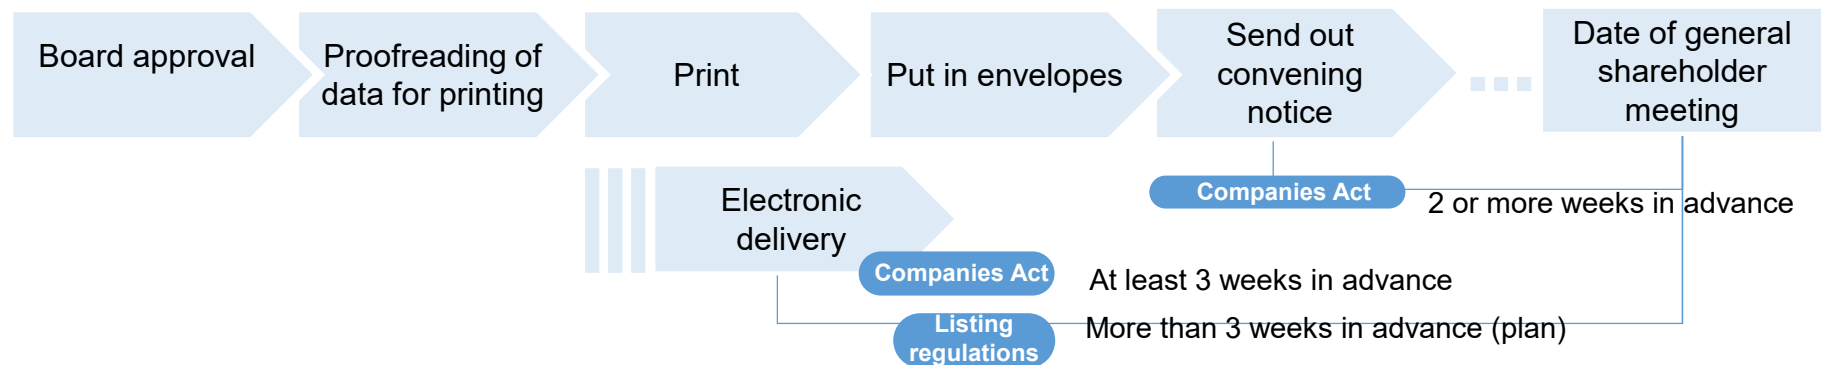 Board approval
Proofreading of
data for printing
Print
Put in envelopes
Send out
convening
notice
Date of general
shareholder
meeting
Electronic
delivery
Companies Act
2 or more weeks in advance
Companies Act
At least 3 weeks in advance
Listing
regulations
More than 3 weeks in advance (plan)